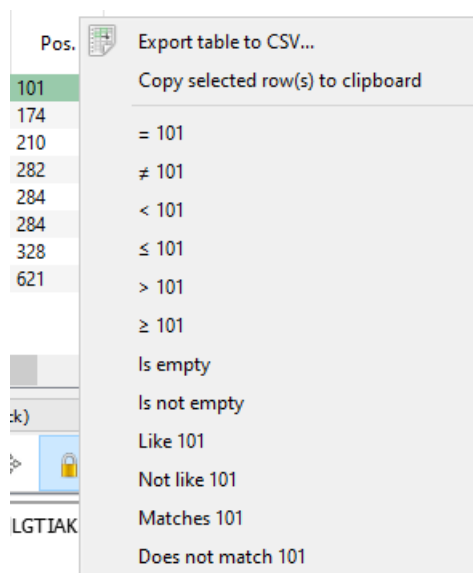 Pos.
101
174
210
282
284
284
328
621
Export table to CSV...
Copy selected row(s) to clipboard
= 101
≠ 101
< 101
≤ 101
> 101
≥ 101
Is empty
Is not empty
Like 101
Not like 101
Matches 101
Does not match 101
:k)
LGTIAK